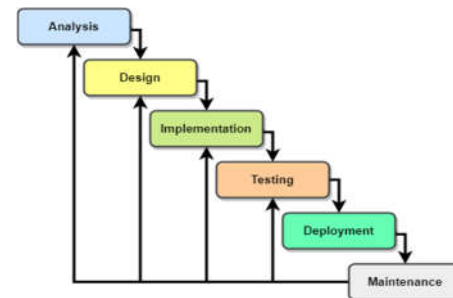 Analysis
Design
Implementation
Testing
Deployment
Maintenance